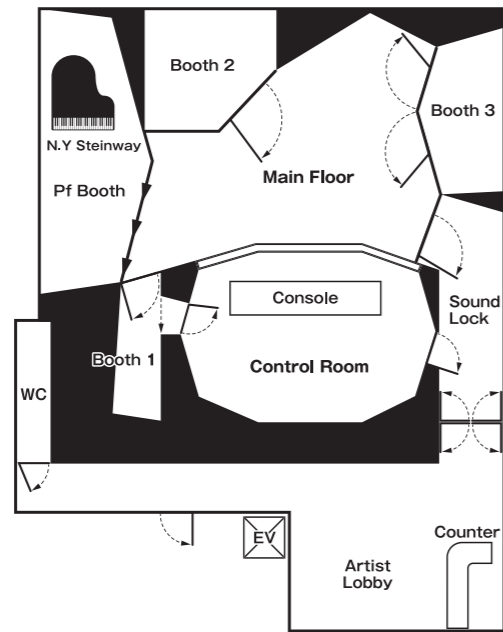 Booth 2
Booth 3
N.Y Steinway
Pf Booth
Main Floor
Console
Sound
Lock
Booth 1
Control Room
WC
EV
Counter
Artist
Lobby